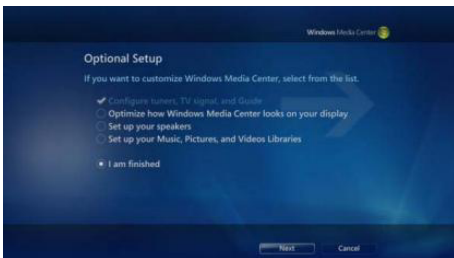 Windows Media Center
Optional Setup
If you want to customize Windows Media Center, select from the list.
Configure tuners, TV signal, and Guide
Optimize how Windows Media Center looks on your display
Set up your speakers
Set up your Music, Pictures, and Videos Libraries
I am finished
Next
Cancel